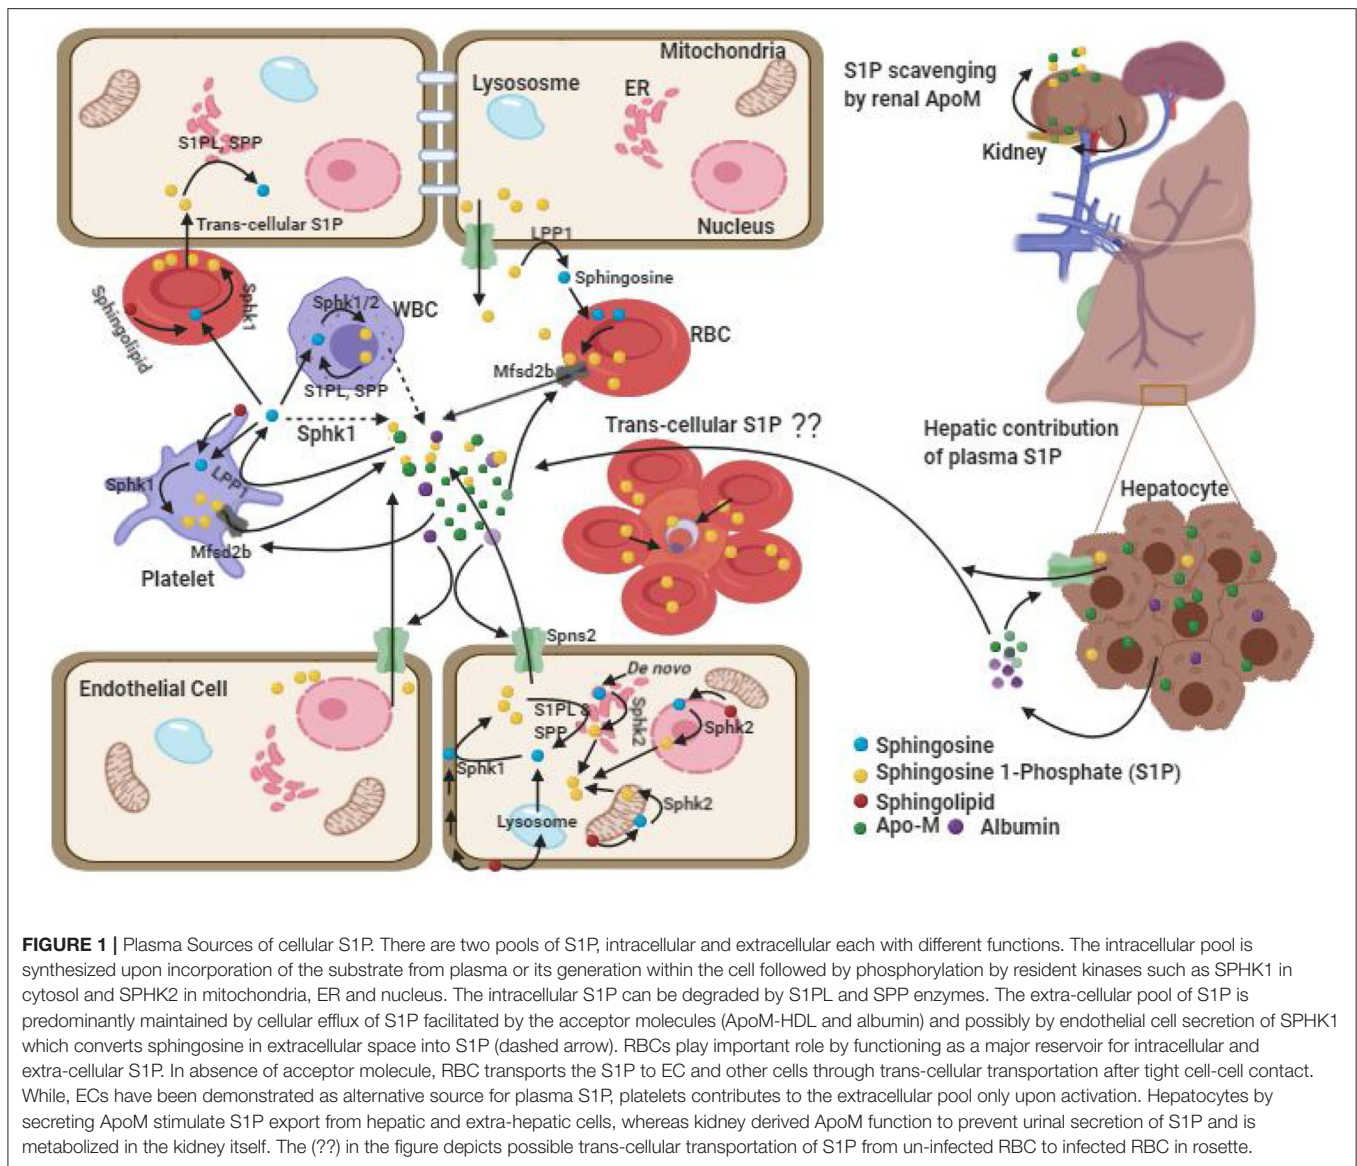 Mitochondria
Lysososme
ER
S1PL, SPP
Nucleus
Trans-cellular S1P
S1P scavenging
by renal ApoM
Kidney
LPP1
Sphingosine
Sphingolipid
Sphk1
Sphk1/2
WBC
S1PL, SPP
RBC
Mfsd2b
Sphk1
Trans-cellular S1P ??
Hepatic contribution
of plasma S1P
Hepatocyte
Sphk1
LPP1
Mfsd2b
Platelet
Spns2
Endothelial Cell
De novo
S1PL &
SPP
Sphk2
Sphk2
Sphk1
Lysosome
Sphk2
Sphingosine
Sphingosine 1-Phosphate (S1P)
Sphingolipid
Apo-M Albumin
FIGURE 1 | Plasma Sources of cellular S1P. There are two pools of S1P, intracellular and extracellular each with different functions. The intracellular pool is
synthesized upon incorporation of the substrate from plasma or its generation within the cell followed by phosphorylation by resident kinases such as SPHK1 in
cytosol and SPHK2 in mitochondria, ER and nucleus. The intracellular S1P can be degraded by S1PL and SPP enzymes. The extra-cellular pool of S1P is
predominantly maintained by cellular efflux of S1P facilitated by the acceptor molecules (ApoM-HDL and albumin) and possibly by endothelial cell secretion of SPHK1
which converts sphingosine in extracellular space into S1P (dashed arrow). RBCs play important role by functioning as a major reservoir for intracellular and
extra-cellular S1P. In absence of acceptor molecule, RBC transports the S1P to EC and other cells through trans-cellular transportation after tight cell-cell contact.
While, ECs have been demonstrated as alternative source for plasma S1P, platelets contributes to the extracellular pool only upon activation. Hepatocytes by
secreting ApoM stimulate S1P export from hepatic and extra-hepatic cells, whereas kidney derived ApoM function to prevent urinal secretion of S1P and is
metabolized in the kidney itself. The (??) in the figure depicts possible trans-cellular transportation of S1P from un-infected RBC to infected RBC in rosette.